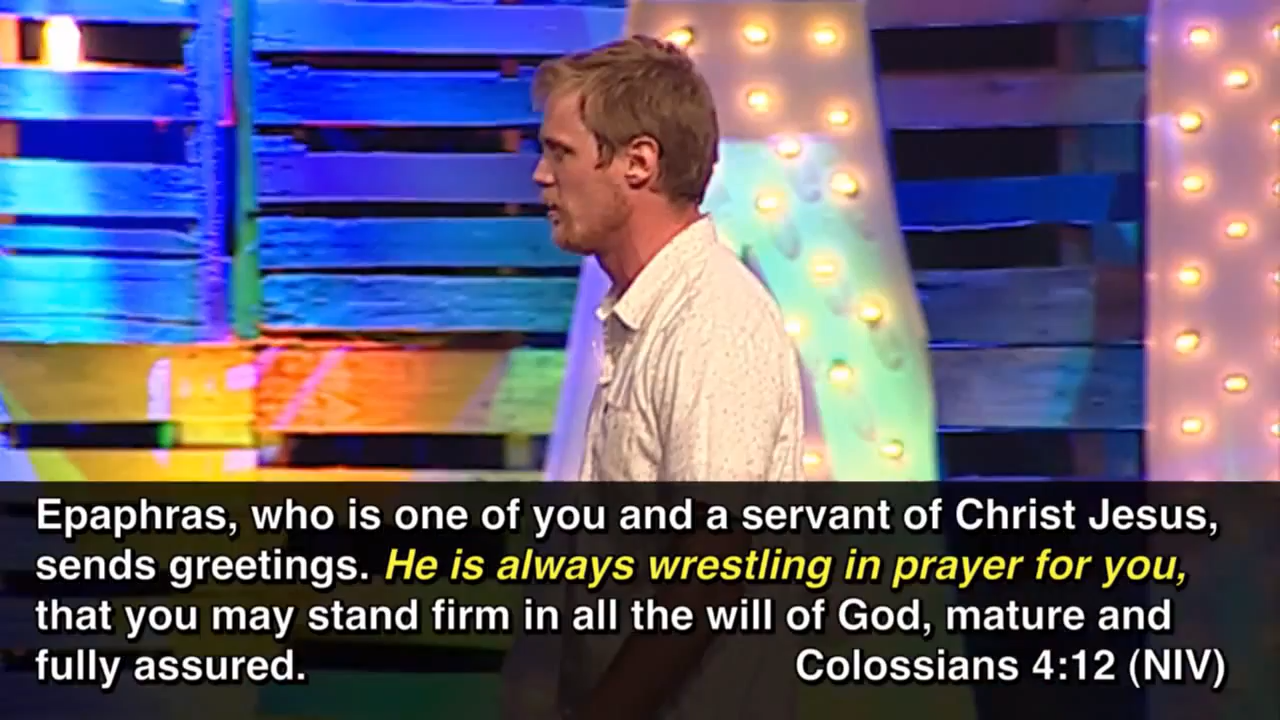 Epaphras, who is one of you and a servant of Christ Jesus,
sends greetings. He is always wrestling in prayer for you,
that you may stand firm in all the will of God, mature and
fully assured. Colossians 4:12 (NIV)